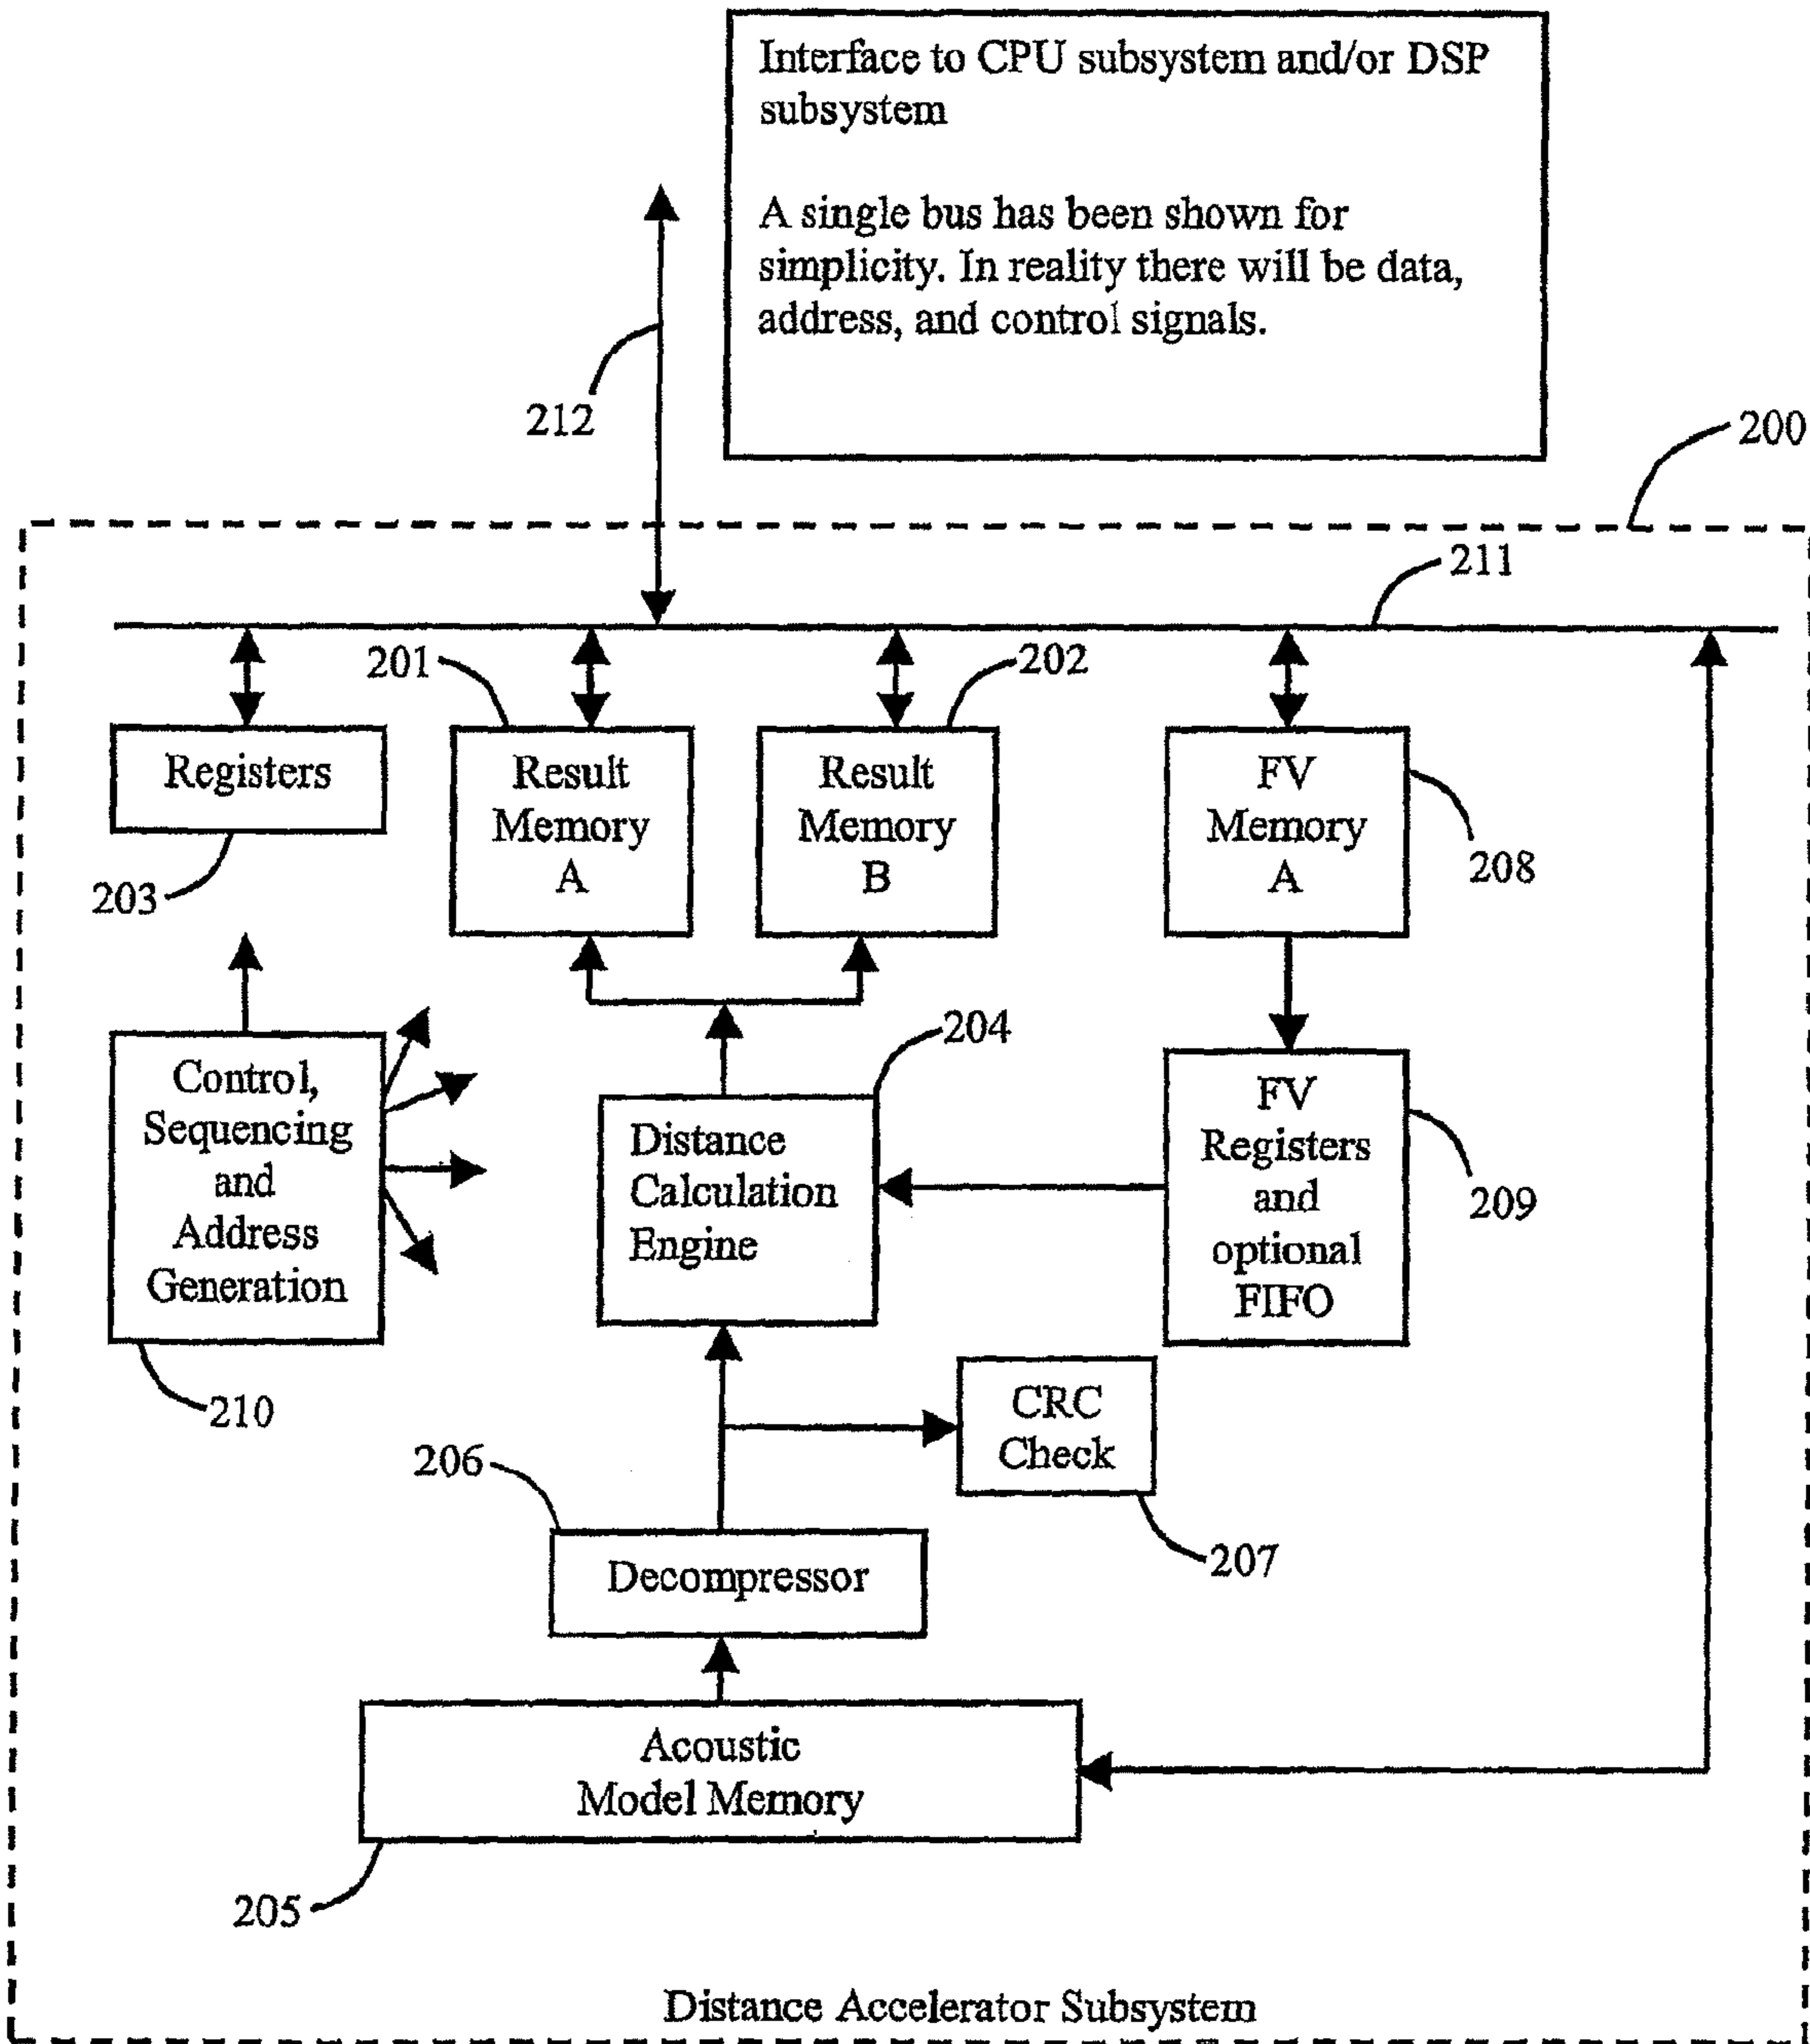 Interface to CPU subsystem and/or DSP
subsystem
A single bus has been shown for
simplicity. In reality there will be data,
address, and control signals.
212
200
211
201
202
Registers
Result
Memory
A
Result
Memory
B
FV
Memory
A
203
208
204
Control,
Sequencing
and
Address
Generation
Distance
Calculation
Engine
FV
Registers
and
optional
FIFO
209
210
CRC
Check
206
207
Decompressor
Acoustic
Model Memory
205
Distance Accelerator Subsystem